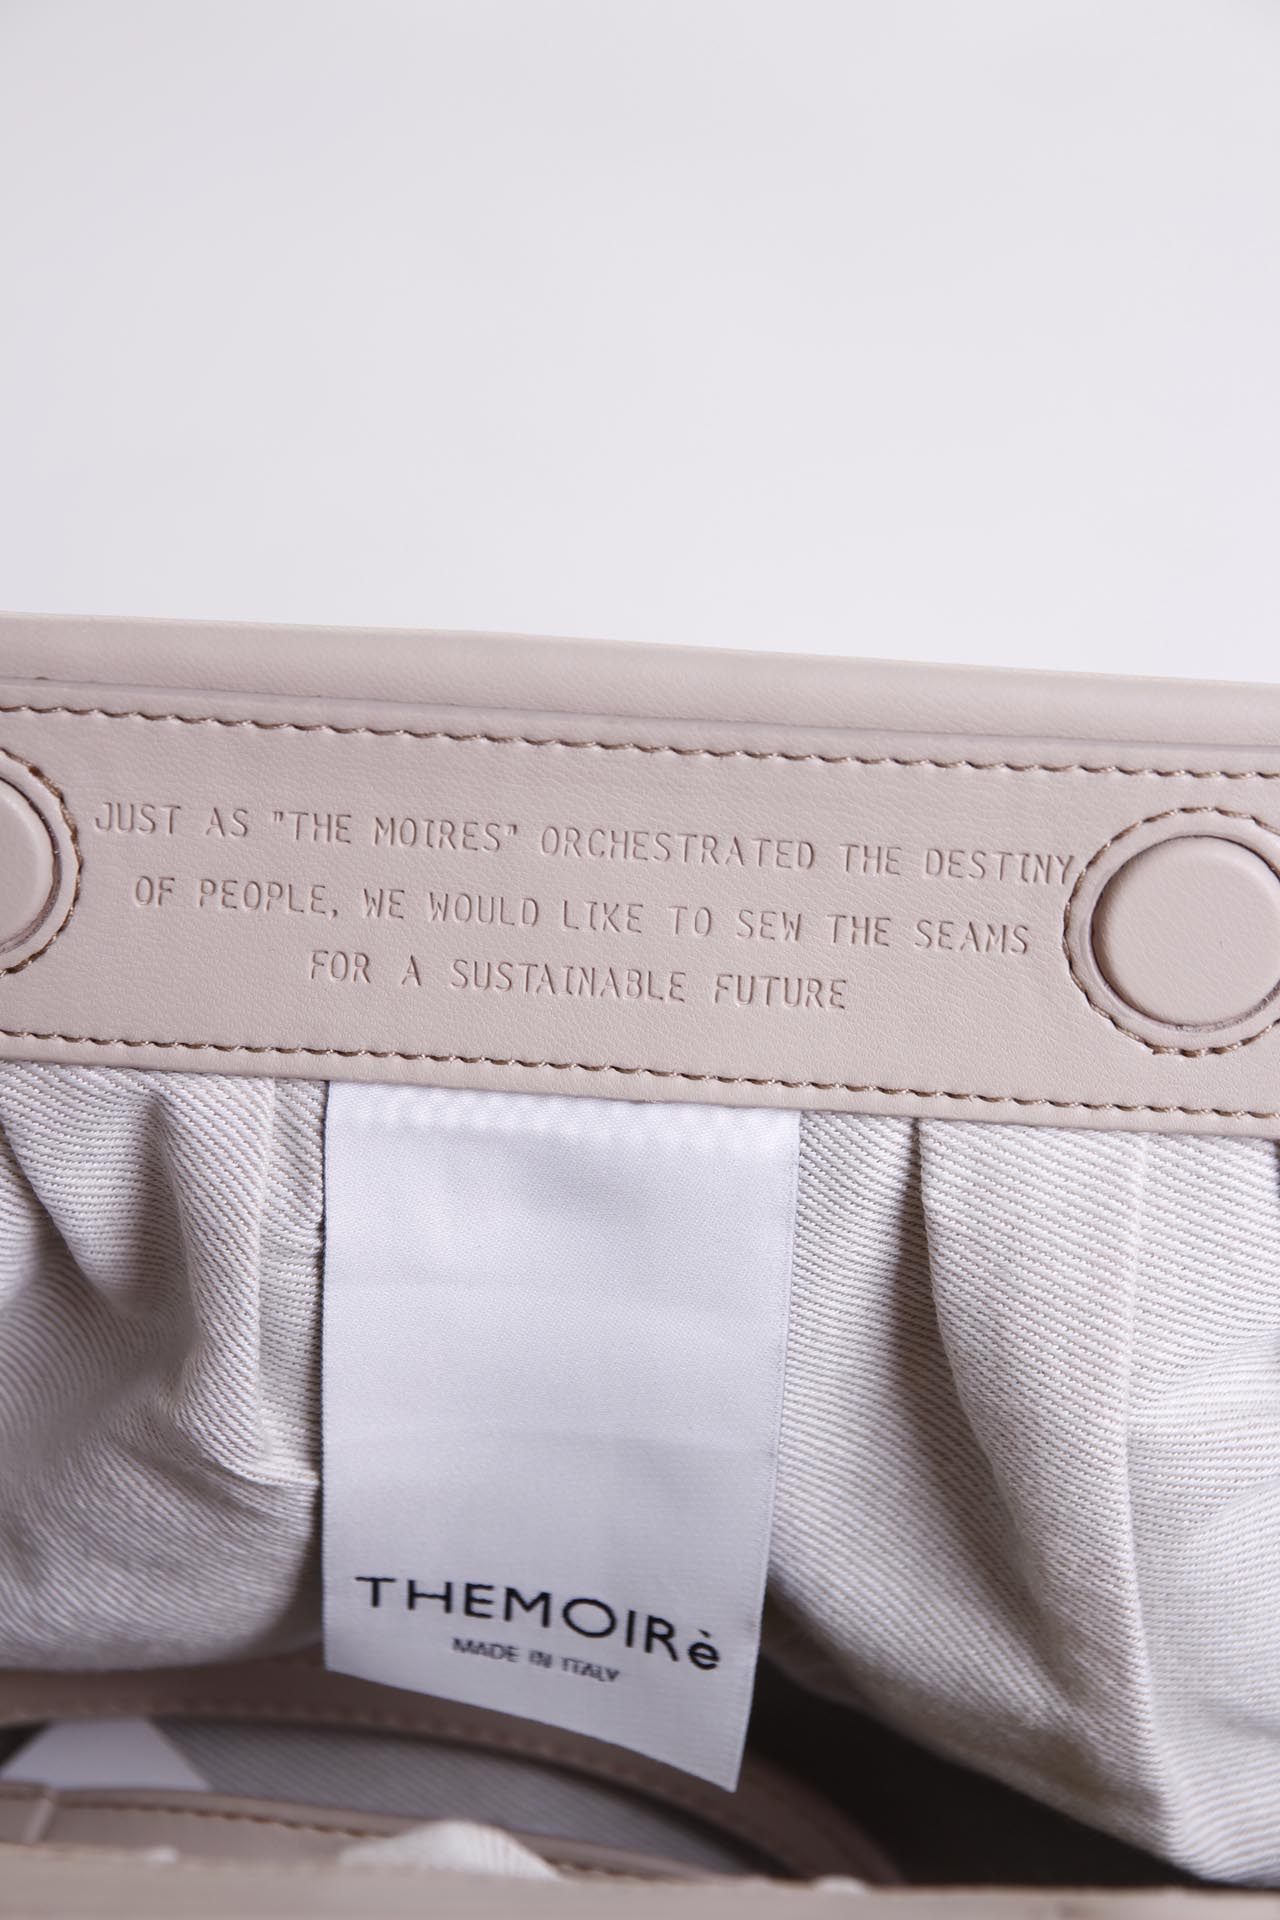 JUST AS "THE MOIRES" ORCHESTRATED THE DESTINY
OF PEOPLE, WE WOULD LIKE TO SEW THE SEAMS
FOR A SUSTAINABLE FUTURE
THEMOIRè
MADE IN ITALY